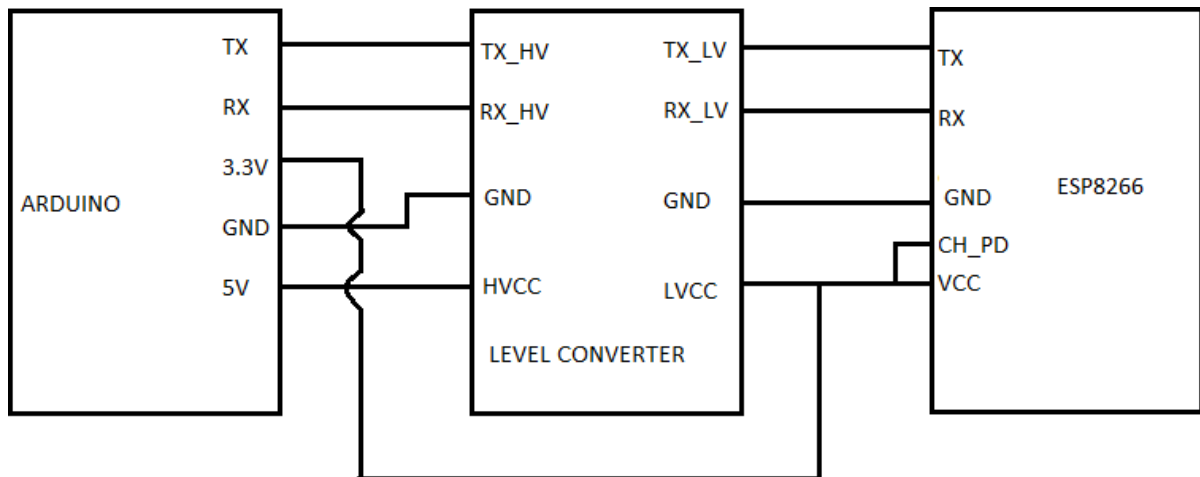 TX
RX
3.3V
ARDUINO
GND
5V
TX_HV
RX_HV
GND
HVCC
TX_LV
RX_LV
GND
LVCC
LEVEL CONVERTER
TX
RX
ESP8266
GND
CH_PD
VCC